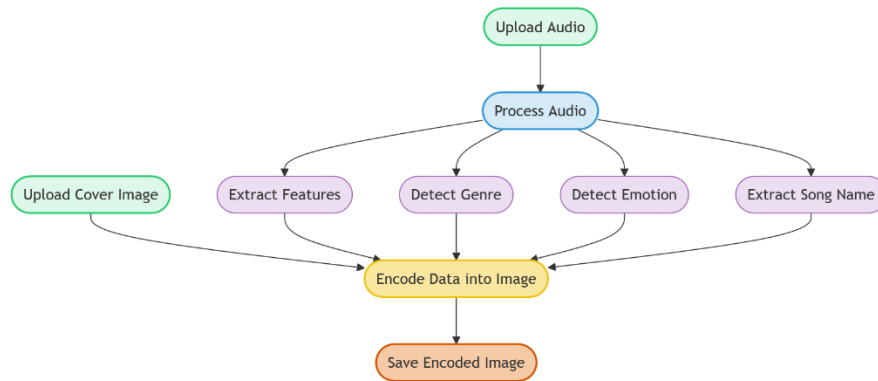 Upload Audio
Process Audio
Upload Cover Image
Extract Features
Detect Genre
Detect Emotion
Extract Song Name
Encode Data into Image
Save Encoded Image